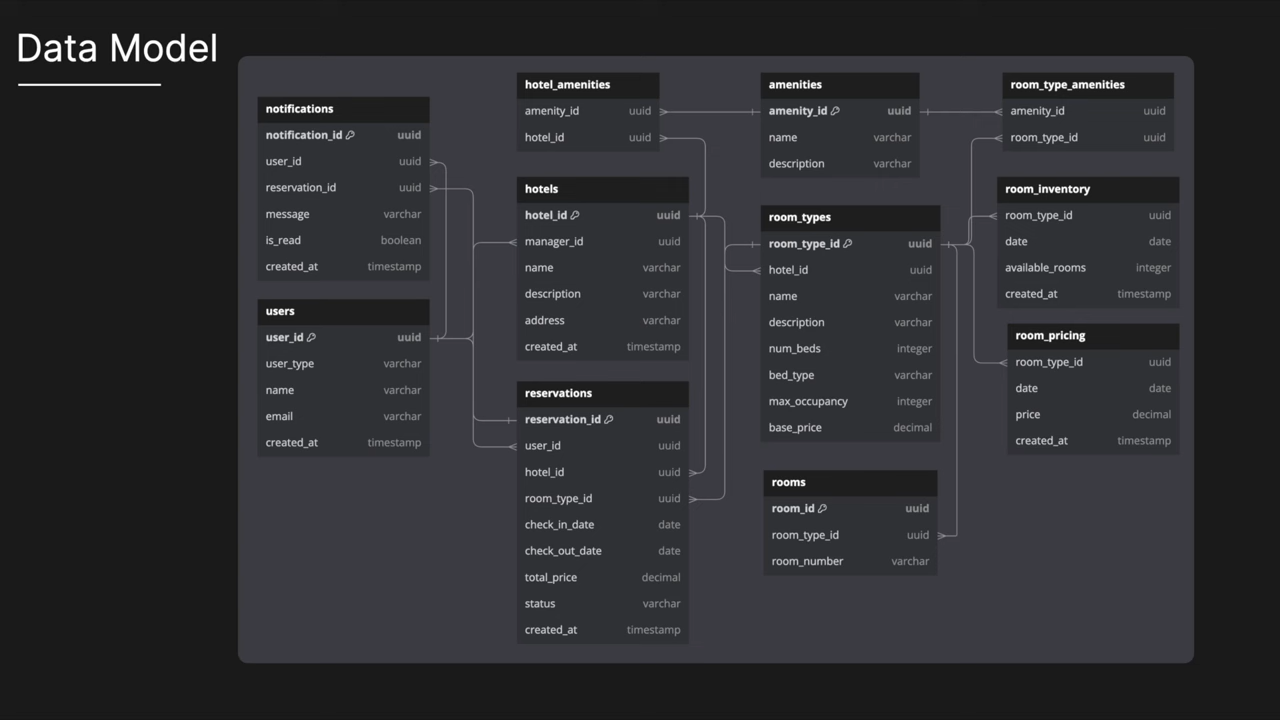 Data Model
notifications
notification_id uuid
user_id uuid
reservation_id uuid
message varchar
is_read boolean
created_at timestamp
users
user_id uuid
user_type varchar
name varchar
email varchar
created_at timestamp
hotel_amenities
amenity_id uuid
hotel_id uuid
hotels
hotel_id uuid
manager_id uuid
name varchar
description varchar
address varchar
created_at timestamp
reservations
reservation_id uuid
user_id uuid
hotel_id uuid
room_type_id uuid
check_in_date date
check_out_date date
total_price decimal
status varchar
created_at timestamp
amenities
amenity_id uuid
name varchar
description varchar
room_types
room_type_id uuid
hotel_id uuid
name varchar
description varchar
num_beds integer
bed_type varchar
max_occupancy integer
base_price decimal
rooms
room_id uuid
room_type_id uuid
room_number varchar
room_type_amenities
amenity_id uuid
room_type_id uuid
room_inventory
room_type_id uuid
date date
available_rooms integer
created_at timestamp
room_pricing
room_type_id uuid
date date
price decimal
created_at timestamp